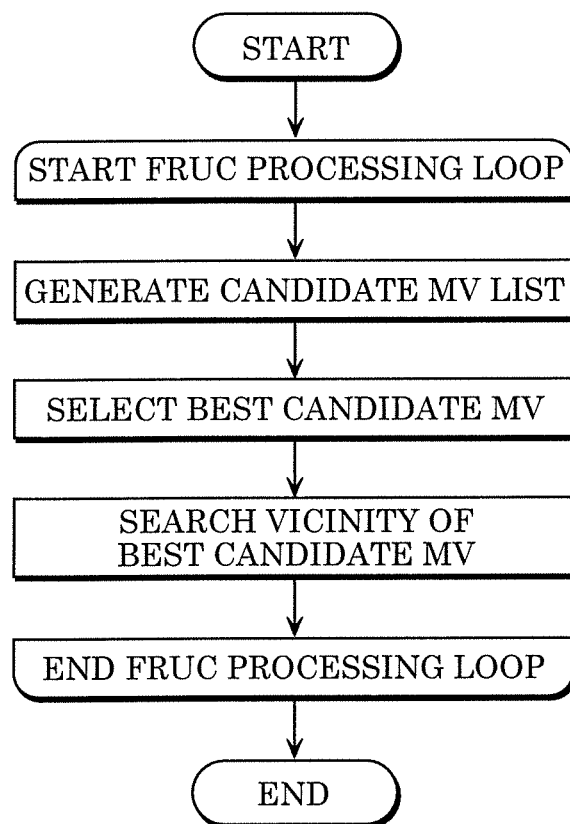 START
START FRUC PROCESSING LOOP
GENERATE CANDIDATE MV LIST
SELECT BEST CANDIDATE MV
SEARCH VICINITY OF
BEST CANDIDATE MV
END FRUC PROCESSING LOOP
END